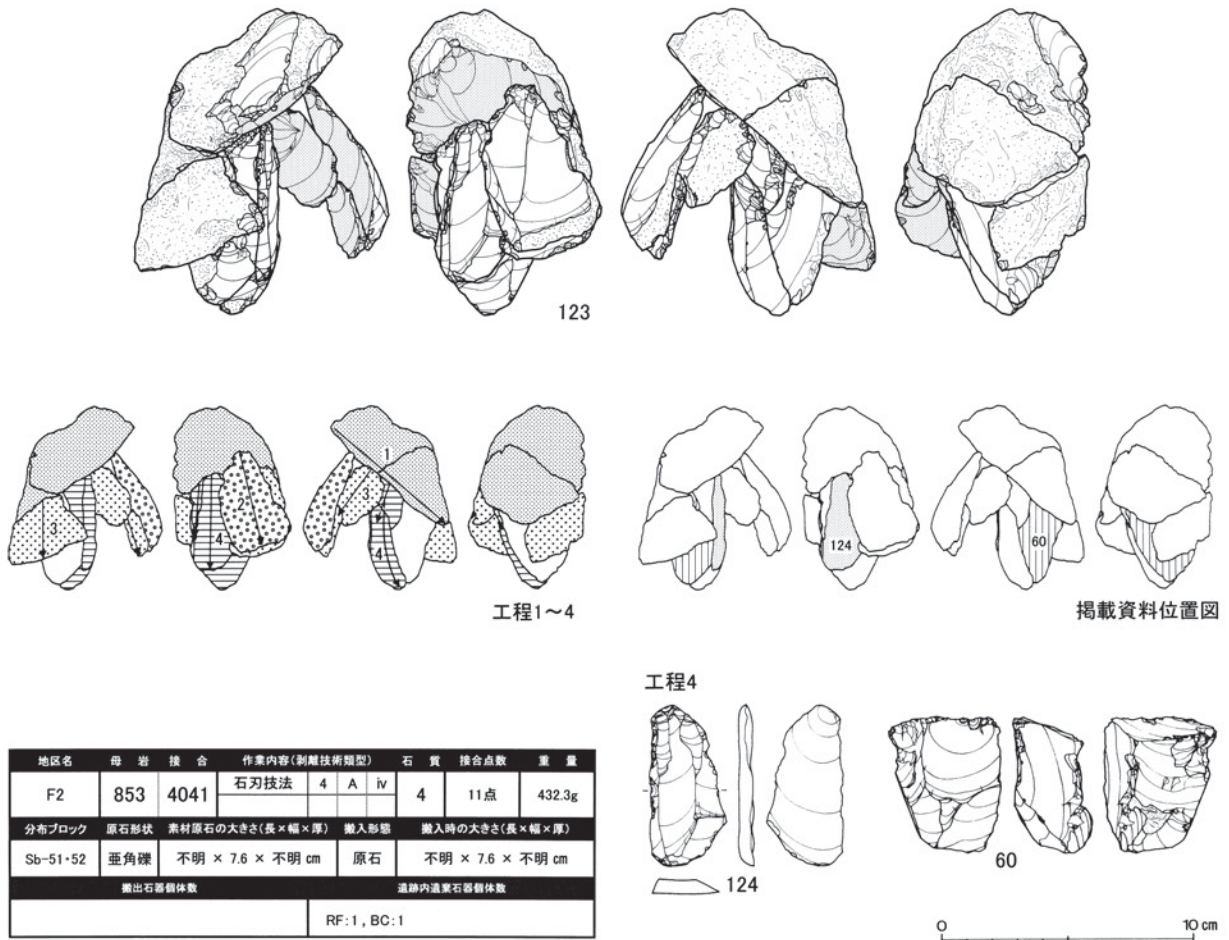 123
1
3
3
2
4
4
工程1～4
124
60
掲載資料位置図
工程4
124
60
0 10 cm
地区名 母岩 接合 作業内容(剥離技術類型) 石質 接合点数 重量
F2 853 4041 石刃技法 4 A ⅳ 4 11点 432.3g
分布ブロック 原石形状 素材原石の大きさ(長×幅×厚) 搬入形態 搬入時の大きさ(長×幅×厚)
Sb-51・52 亜角礫 不明 × 7.6 × 不明 cm 原石 不明 × 7.6 × 不明 cm
搬出石器個体数 遺跡内遺棄石器個体数
RF:1 , BC:1